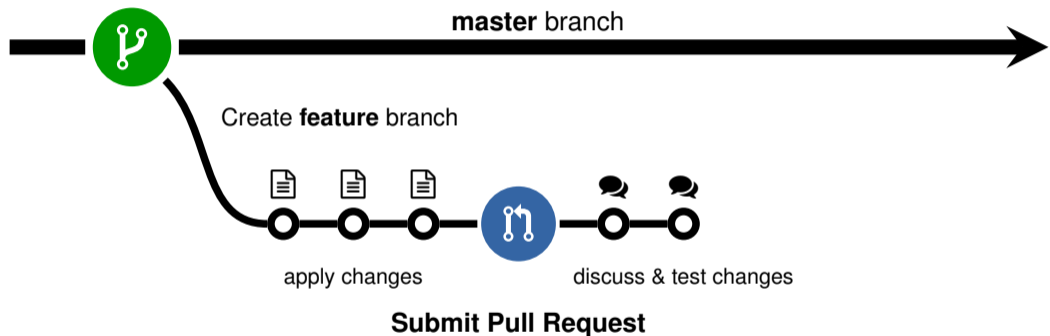 master branch
Create feature branch
apply changes
discuss & test changes
Submit Pull Request